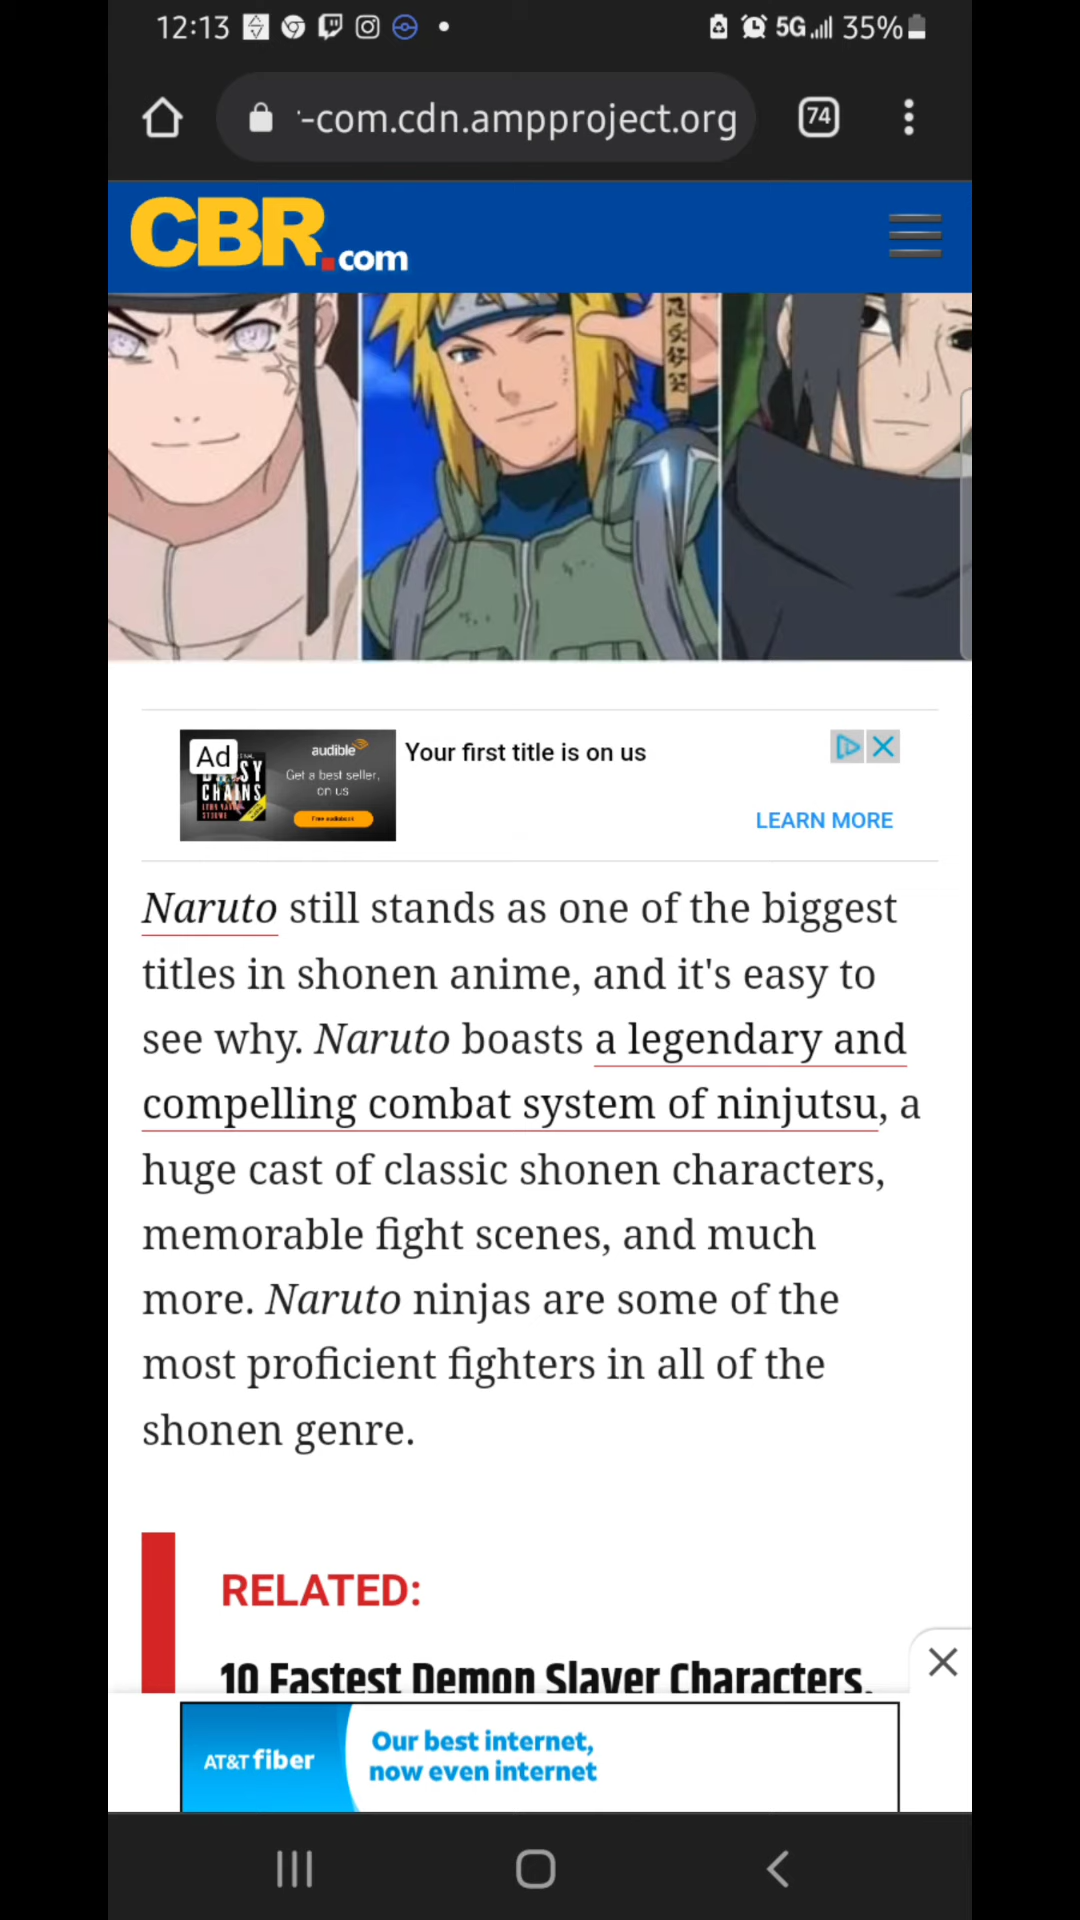 12:13
5G 35%
-com.cdn.ampproject.org
74
CBR.com
Ad
audible
Your first title is on us
Get a best seller,
on us
CHAINS
Free audiobook
LEARN MORE
Naruto still stands as one of the biggest
titles in shonen anime, and it's easy to
see why. Naruto boasts a legendary and
compelling combat system of ninjutsu, a
huge cast of classic shonen characters,
memorable fight scenes, and much
more. Naruto ninjas are some of the
most proficient fighters in all of the
shonen genre.
RELATED:
10 Fastest Demon Slayer Characters,
AT&T fiber
Our best internet,
now even internet